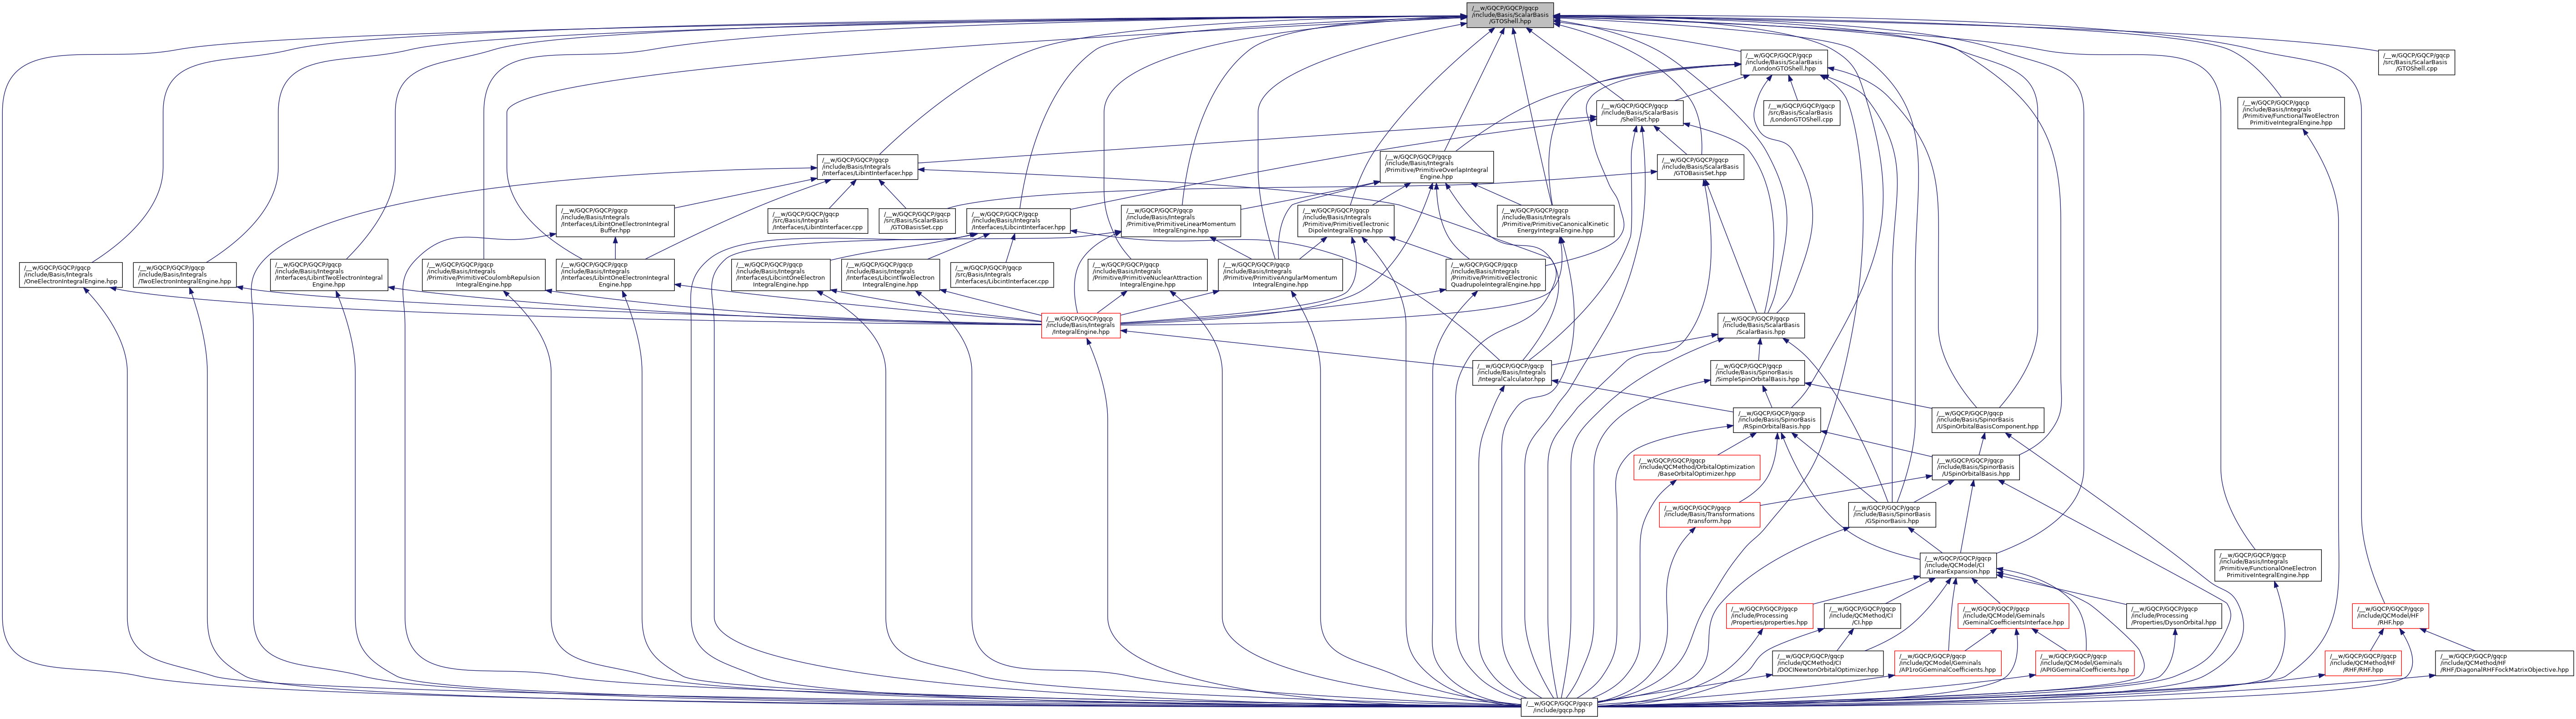 /__w/GQCP/GQCP/gqcp
/include/Basis/ScalarBasis
/GTOShell.hpp
/__w/GQCP/GQCP/gqcp
/include/Basis/ScalarBasis
/LondonGTOShell.hpp
/__w/GQCP/GQCP/gqcp
/src/Basis/ScalarBasis
/GTOShell.cpp
/__w/GQCP/GQCP/gqcp
/include/Basis/ScalarBasis
/ShellSet.hpp
/__w/GQCP/GQCP/gqcp
/src/Basis/ScalarBasis
/LondonGTOShell.cpp
/__w/GQCP/GQCP/gqcp
/include/Basis/Integrals
/Primitive/FunctionalTwoElectron
PrimitiveIntegralEngine.hpp
/__w/GQCP/GQCP/gqcp
/include/Basis/Integrals
/Interfaces/LibintInterfacer.hpp
/__w/GQCP/GQCP/gqcp
/include/Basis/Integrals
/Primitive/PrimitiveOverlapIntegral
Engine.hpp
/__w/GQCP/GQCP/gqcp
/include/Basis/ScalarBasis
/GTOBasisSet.hpp
/__w/GQCP/GQCP/gqcp
/include/Basis/Integrals
/Interfaces/LibintOneElectronIntegral
Buffer.hpp
/__w/GQCP/GQCP/gqcp
/src/Basis/Integrals
/Interfaces/LibintInterfacer.cpp
/__w/GQCP/GQCP/gqcp
/src/Basis/ScalarBasis
/GTOBasisSet.cpp
/__w/GQCP/GQCP/gqcp
/include/Basis/Integrals
/Interfaces/LibcintInterfacer.hpp
/__w/GQCP/GQCP/gqcp
/include/Basis/Integrals
/Primitive/PrimitiveLinearMomentum
IntegralEngine.hpp
/__w/GQCP/GQCP/gqcp
/include/Basis/Integrals
/Primitive/PrimitiveElectronic
DipoleIntegralEngine.hpp
/__w/GQCP/GQCP/gqcp
/include/Basis/Integrals
/Primitive/PrimitiveCanonicalKinetic
EnergyIntegralEngine.hpp
/__w/GQCP/GQCP/gqcp
/include/Basis/Integrals
/OneElectronIntegralEngine.hpp
/__w/GQCP/GQCP/gqcp
/include/Basis/Integrals
/TwoElectronIntegralEngine.hpp
/__w/GQCP/GQCP/gqcp
/include/Basis/Integrals
/Interfaces/LibintTwoElectronIntegral
Engine.hpp
/__w/GQCP/GQCP/gqcp
/include/Basis/Integrals
/Primitive/PrimitiveCoulombRepulsion
IntegralEngine.hpp
/__w/GQCP/GQCP/gqcp
/include/Basis/Integrals
/Interfaces/LibintOneElectronIntegral
Engine.hpp
/__w/GQCP/GQCP/gqcp
/include/Basis/Integrals
/Interfaces/LibcintOneElectron
IntegralEngine.hpp
/__w/GQCP/GQCP/gqcp
/include/Basis/Integrals
/Interfaces/LibcintTwoElectron
IntegralEngine.hpp
/__w/GQCP/GQCP/gqcp
/src/Basis/Integrals
/Interfaces/LibcintInterfacer.cpp
/__w/GQCP/GQCP/gqcp
/include/Basis/Integrals
/Primitive/PrimitiveNuclearAttraction
IntegralEngine.hpp
/__w/GQCP/GQCP/gqcp
/include/Basis/Integrals
/Primitive/PrimitiveAngularMomentum
IntegralEngine.hpp
/__w/GQCP/GQCP/gqcp
/include/Basis/Integrals
/Primitive/PrimitiveElectronic
QuadrupoleIntegralEngine.hpp
/__w/GQCP/GQCP/gqcp
/include/Basis/Integrals
/IntegralEngine.hpp
/__w/GQCP/GQCP/gqcp
/include/Basis/ScalarBasis
/ScalarBasis.hpp
/__w/GQCP/GQCP/gqcp
/include/Basis/Integrals
/IntegralCalculator.hpp
/__w/GQCP/GQCP/gqcp
/include/Basis/SpinorBasis
/SimpleSpinOrbitalBasis.hpp
/__w/GQCP/GQCP/gqcp
/include/Basis/SpinorBasis
/RSpinOrbitalBasis.hpp
/__w/GQCP/GQCP/gqcp
/include/Basis/SpinorBasis
/USpinOrbitalBasisComponent.hpp
/__w/GQCP/GQCP/gqcp
/include/QCMethod/OrbitalOptimization
/BaseOrbitalOptimizer.hpp
/__w/GQCP/GQCP/gqcp
/include/Basis/SpinorBasis
/USpinOrbitalBasis.hpp
/__w/GQCP/GQCP/gqcp
/include/Basis/Transformations
/transform.hpp
/__w/GQCP/GQCP/gqcp
/include/Basis/SpinorBasis
/GSpinorBasis.hpp
/__w/GQCP/GQCP/gqcp
/include/QCModel/CI
/LinearExpansion.hpp
/__w/GQCP/GQCP/gqcp
/include/Basis/Integrals
/Primitive/FunctionalOneElectron
PrimitiveIntegralEngine.hpp
/__w/GQCP/GQCP/gqcp
/include/Processing
/Properties/properties.hpp
/__w/GQCP/GQCP/gqcp
/include/QCMethod/CI
/CI.hpp
/__w/GQCP/GQCP/gqcp
/include/QCModel/Geminals
/GeminalCoefficientsInterface.hpp
/__w/GQCP/GQCP/gqcp
/include/Processing
/Properties/DysonOrbital.hpp
/__w/GQCP/GQCP/gqcp
/include/QCModel/HF
/RHF.hpp
/__w/GQCP/GQCP/gqcp
/include/QCMethod/CI
/DOCINewtonOrbitalOptimizer.hpp
/__w/GQCP/GQCP/gqcp
/include/QCModel/Geminals
/AP1roGGeminalCoefficients.hpp
/__w/GQCP/GQCP/gqcp
/include/QCModel/Geminals
/APIGGeminalCoefficients.hpp
/__w/GQCP/GQCP/gqcp
/include/QCMethod/HF
/RHF/RHF.hpp
/__w/GQCP/GQCP/gqcp
/include/QCMethod/HF
/RHF/DiagonalRHFFockMatrixObjective.hpp
/__w/GQCP/GQCP/gqcp
/include/gqcp.hpp